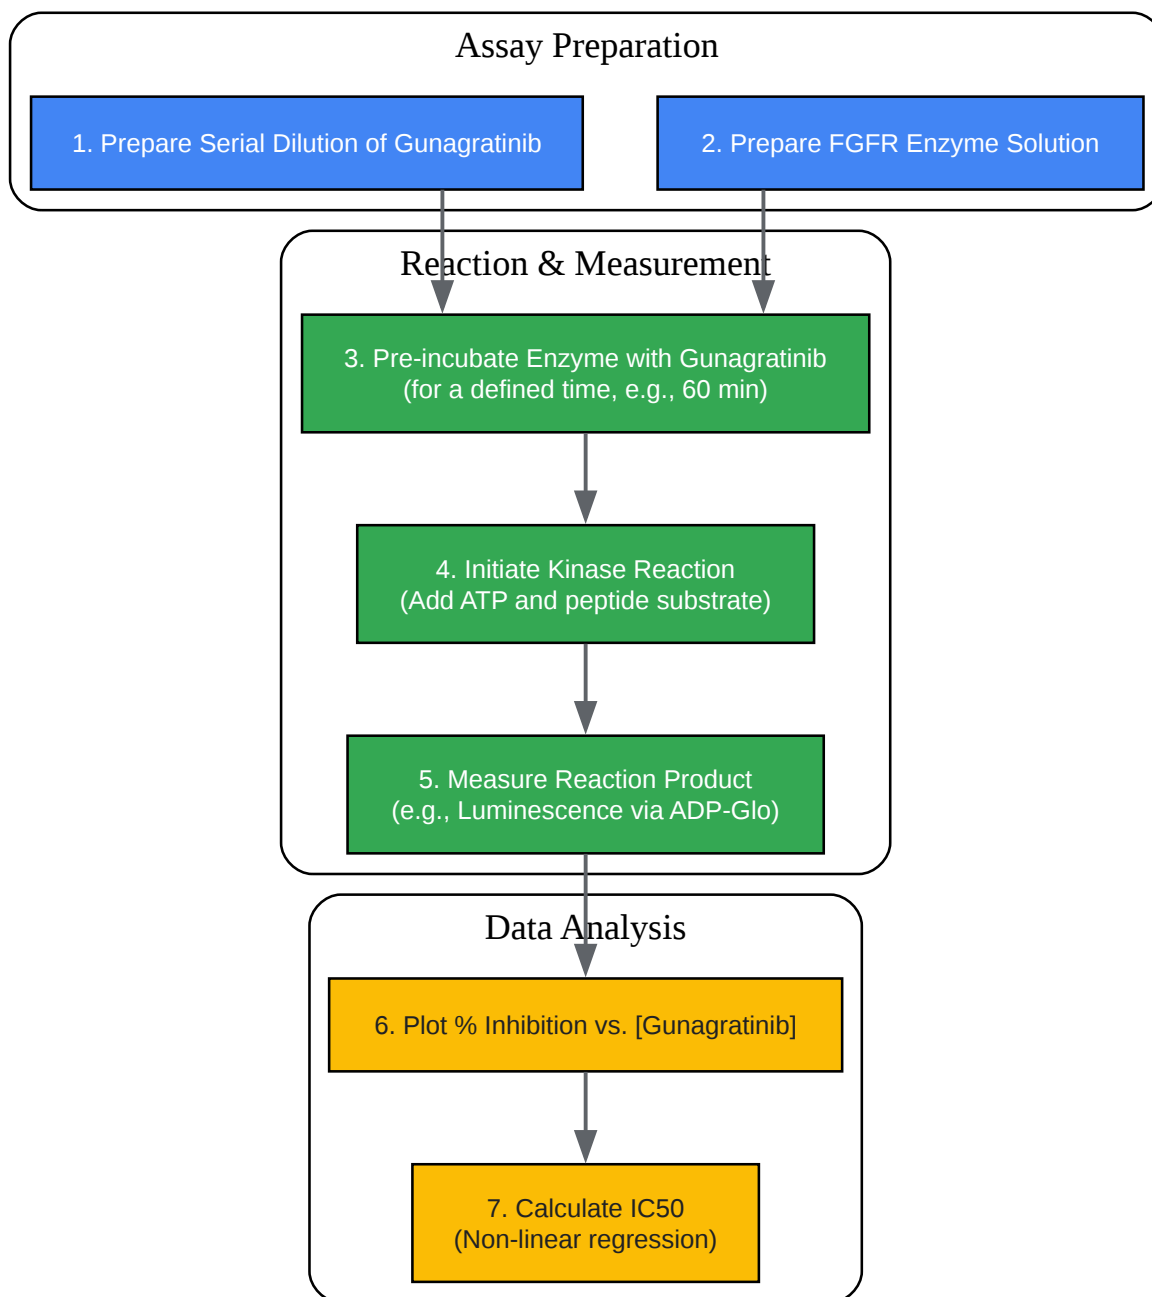 Assay Preparation
1. Prepare Serial Dilution of Gunagratinib
2. Prepare FGFR Enzyme Solution
Reaction & Measurement
3. Pre-incubate Enzyme with Gunagratinib
(for a defined time, e.g., 60 min)
4. Initiate Kinase Reaction
(Add ATP and peptide substrate)
5. Measure Reaction Product
(e.g., Luminescence via ADP-Glo)
Data Analysis
6. Plot % Inhibition vs. [Gunagratinib]
7. Calculate IC50
(Non-linear regression)